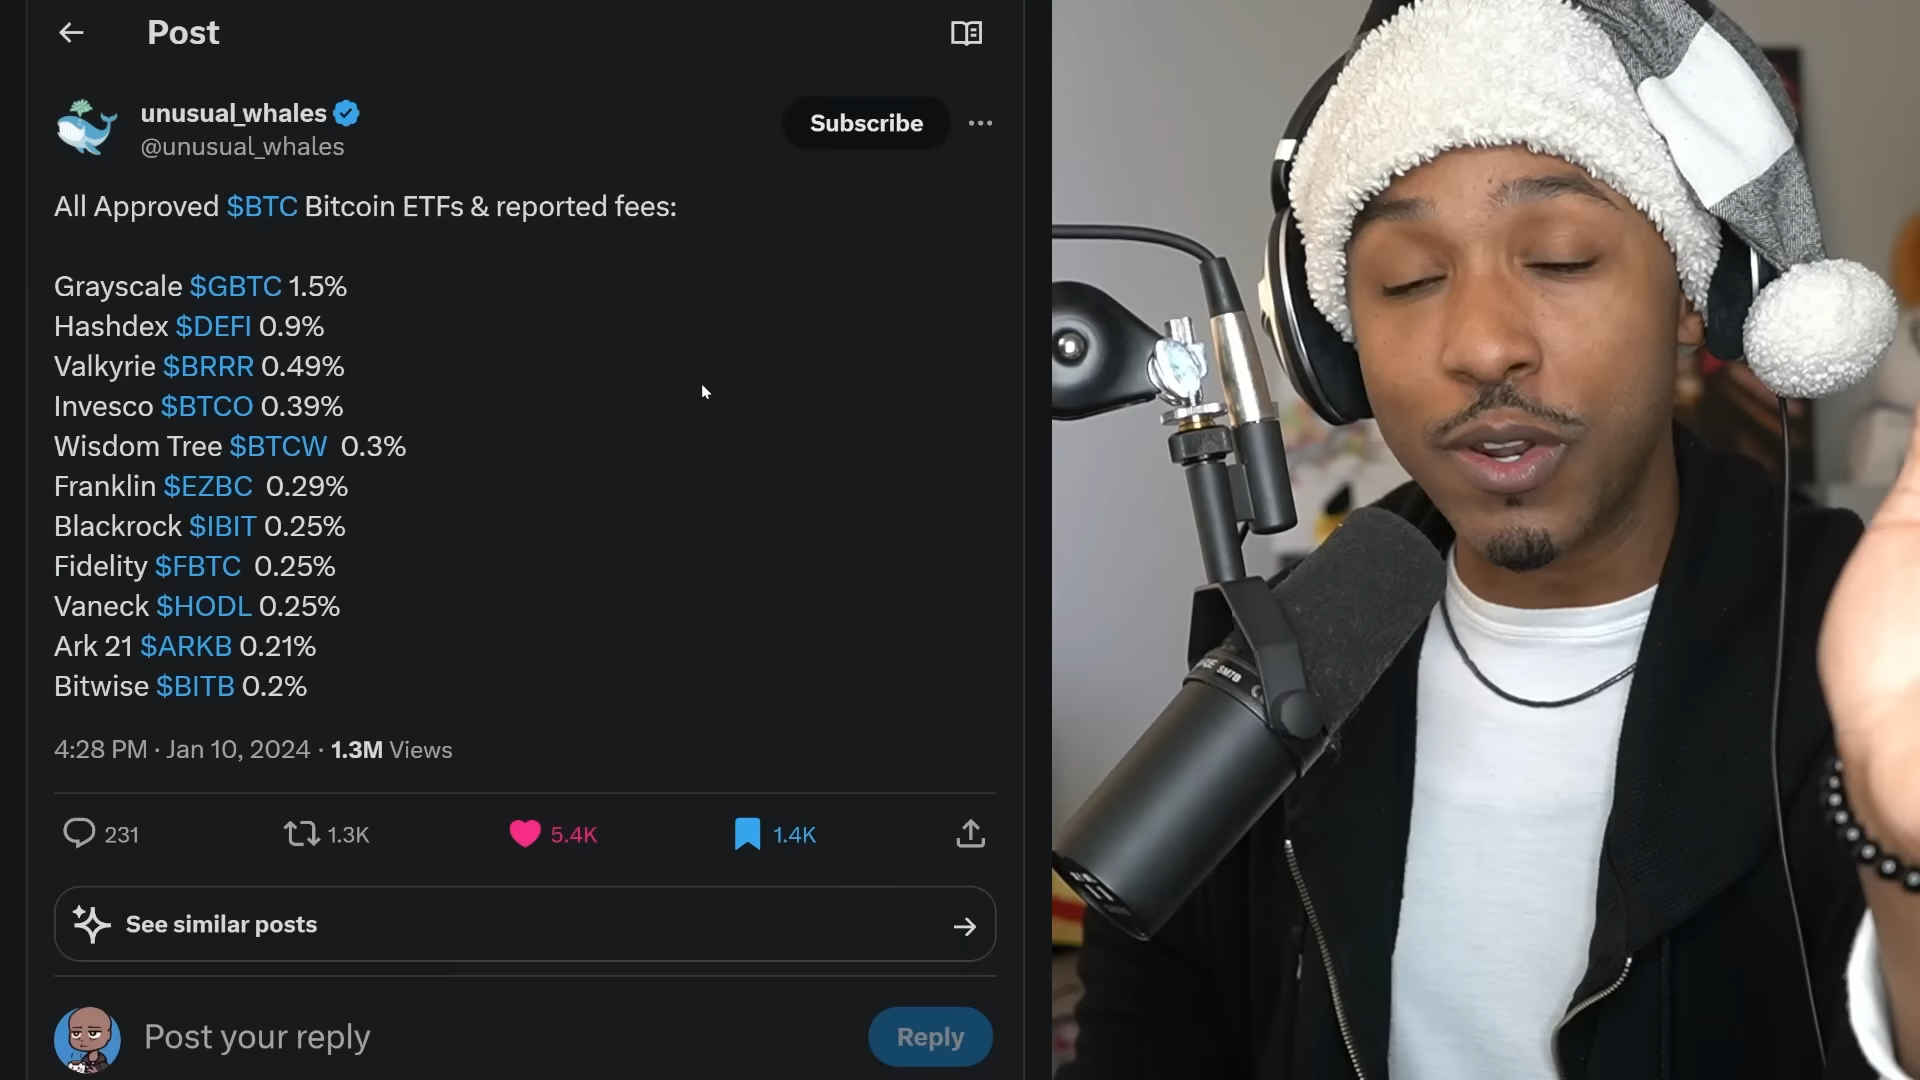 Post
unusual_whales
Subscribe
@unusual_whales
All Approved $BTC Bitcoin ETFs & reported fees:
Grayscale $GBTC 1.5%
Hashdex $DEFI 0.9%
Valkyrie $BRRR 0.49%
Invesco $BTCO 0.39%
Wisdom Tree $BTCW 0.3%
Franklin $EZBC 0.29%
Blackrock $IBIT 0.25%
Fidelity $FBTC 0.25%
Vaneck $HODL 0.25%
Ark 21 $ARKB 0.21%
Bitwise $BITB 0.2%
4:28 PM · Jan 10, 2024 · 1.3M Views
231 1.3K 5.4K 1.4K
See similar posts
Post your reply
Reply
SM7B